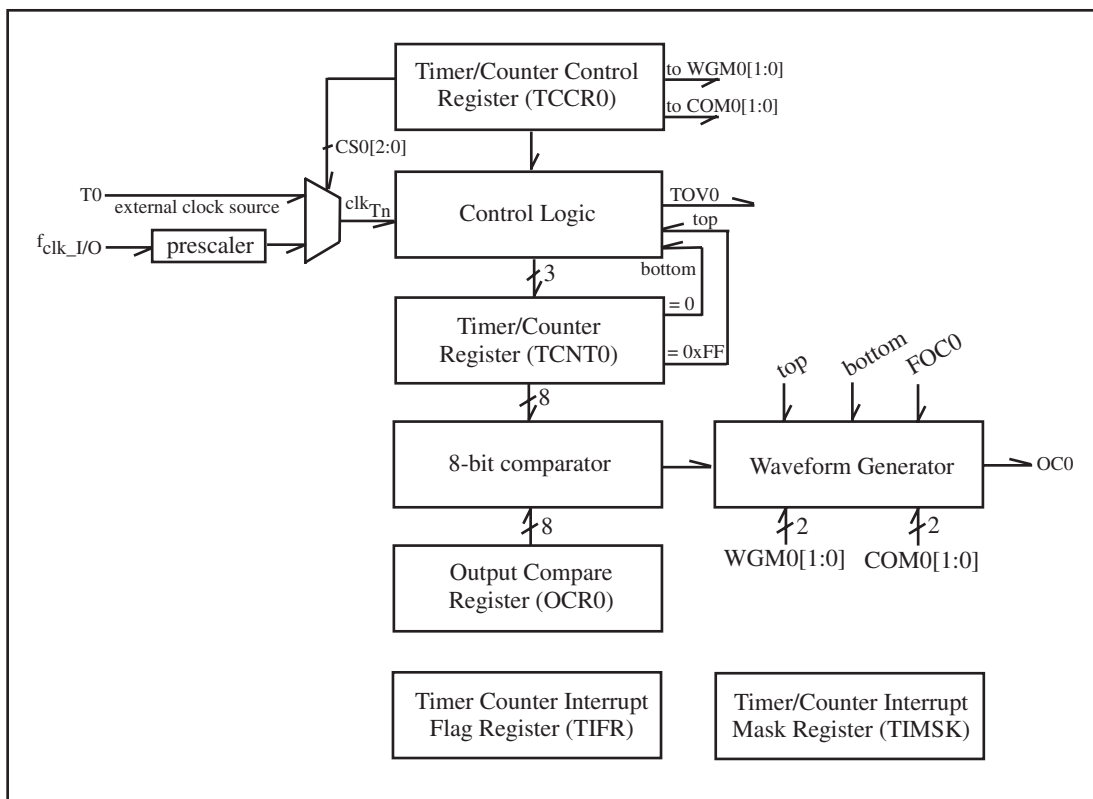 Timer/Counter Control
Register (TCCR0)
to WGM0[1:0]
to COM0[1:0]
CS0[2:0]
T0
external clock source
fclk_I/O
prescaler
clkTn
Control Logic
TOV0
top
bottom
3
Timer/Counter
Register (TCNT0)
= 0
= 0xFF
8
top
bottom
FOC0
8-bit comparator
Waveform Generator
OC0
8
2
2
WGM0[1:0]
COM0[1:0]
Output Compare
Register (OCR0)
Timer Counter Interrupt
Flag Register (TIFR)
Timer/Counter Interrupt
Mask Register (TIMSK)